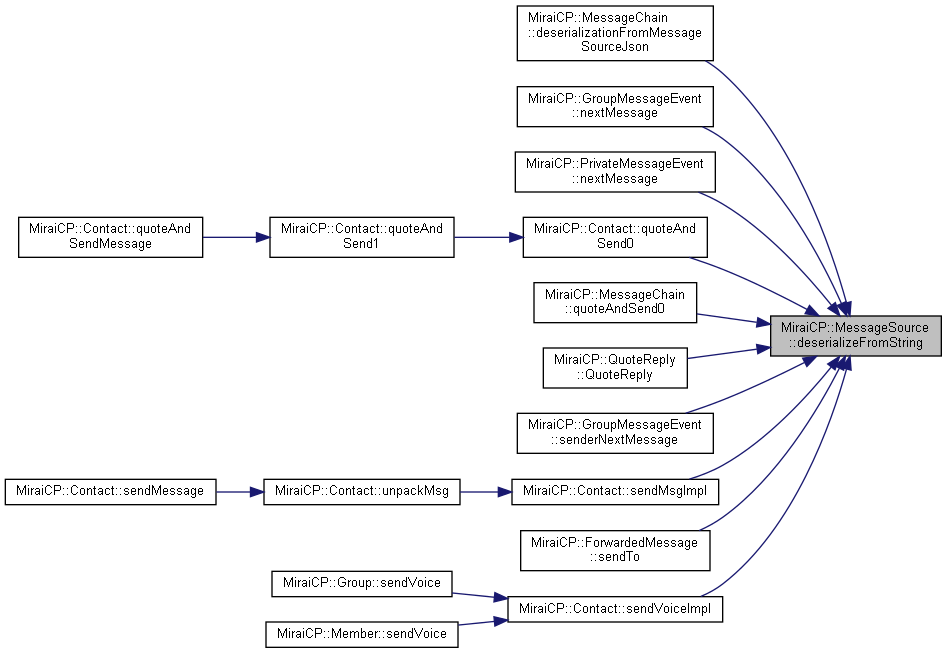 MiraiCP::MessageChain
::deserializationFromMessage
SourceJson
MiraiCP::GroupMessageEvent
::nextMessage
MiraiCP::PrivateMessageEvent
::nextMessage
MiraiCP::Contact::quoteAnd
SendMessage
MiraiCP::Contact::quoteAnd
Send1
MiraiCP::Contact::quoteAnd
Send0
MiraiCP::MessageChain
::quoteAndSend0
MiraiCP::MessageSource
::deserializeFromString
MiraiCP::QuoteReply
::QuoteReply
MiraiCP::GroupMessageEvent
::senderNextMessage
MiraiCP::Contact::sendMessage
MiraiCP::Contact::unpackMsg
MiraiCP::Contact::sendMsgImpl
MiraiCP::ForwardedMessage
::sendTo
MiraiCP::Group::sendVoice
MiraiCP::Contact::sendVoiceImpl
MiraiCP::Member::sendVoice